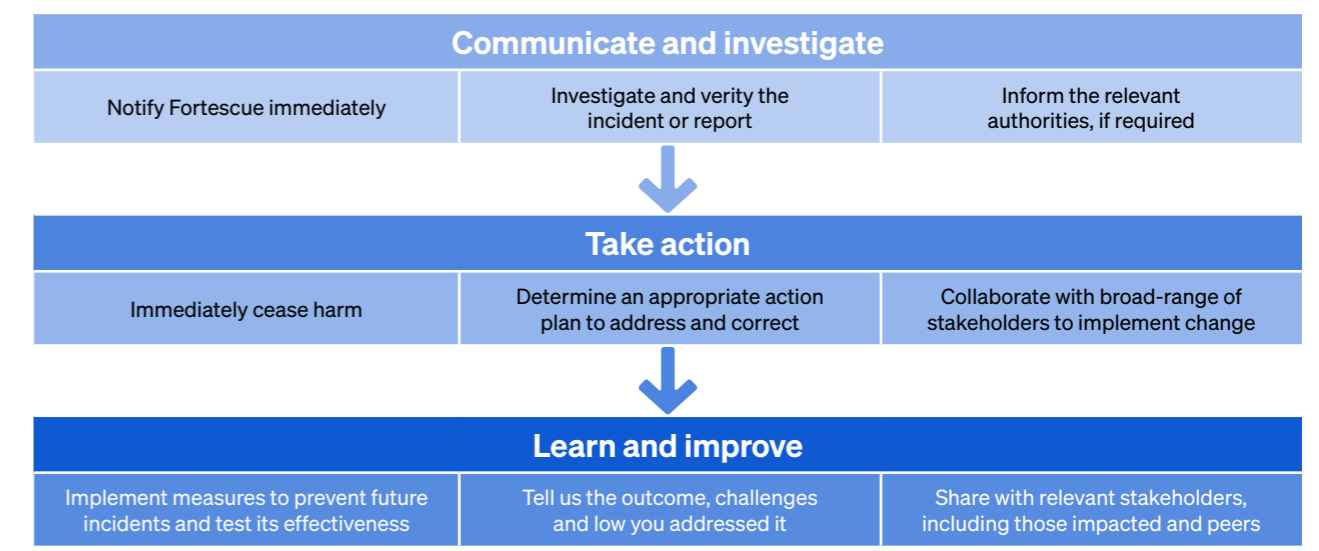 Communicate and investigate
Notify Fortescue immediately
Investigate and verity the
incident or report
Inform the relevant
authorities, if required
Take action
Immediately cease harm
Determine an appropriate action
plan to address and correct
Collaborate with broad-range of
stakeholders to implement change
Learn and improve
Implement measures to prevent future
incidents and test its effectiveness
Tell us the outcome, challenges
and low you addressed it
Share with relevant stakeholders,
including those impacted and peers